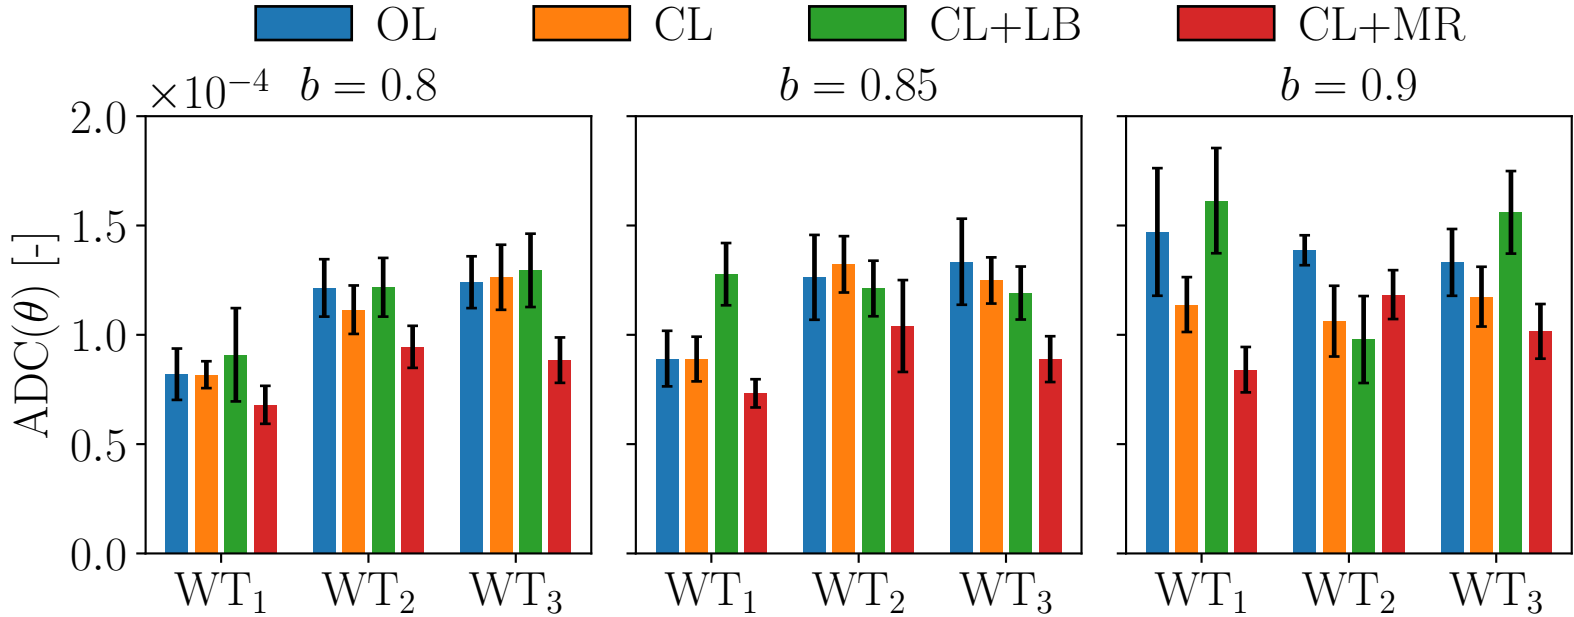 OL CL CL+LB CL+MR
×10⁻⁴ b = 0.8 b = 0.85 b = 0.9
ADC(θ) [-]
2.0
1.5
1.0
0.5
0.0
WT₁ WT₂ WT₃ WT₁ WT₂ WT₃ WT₁ WT₂ WT₃